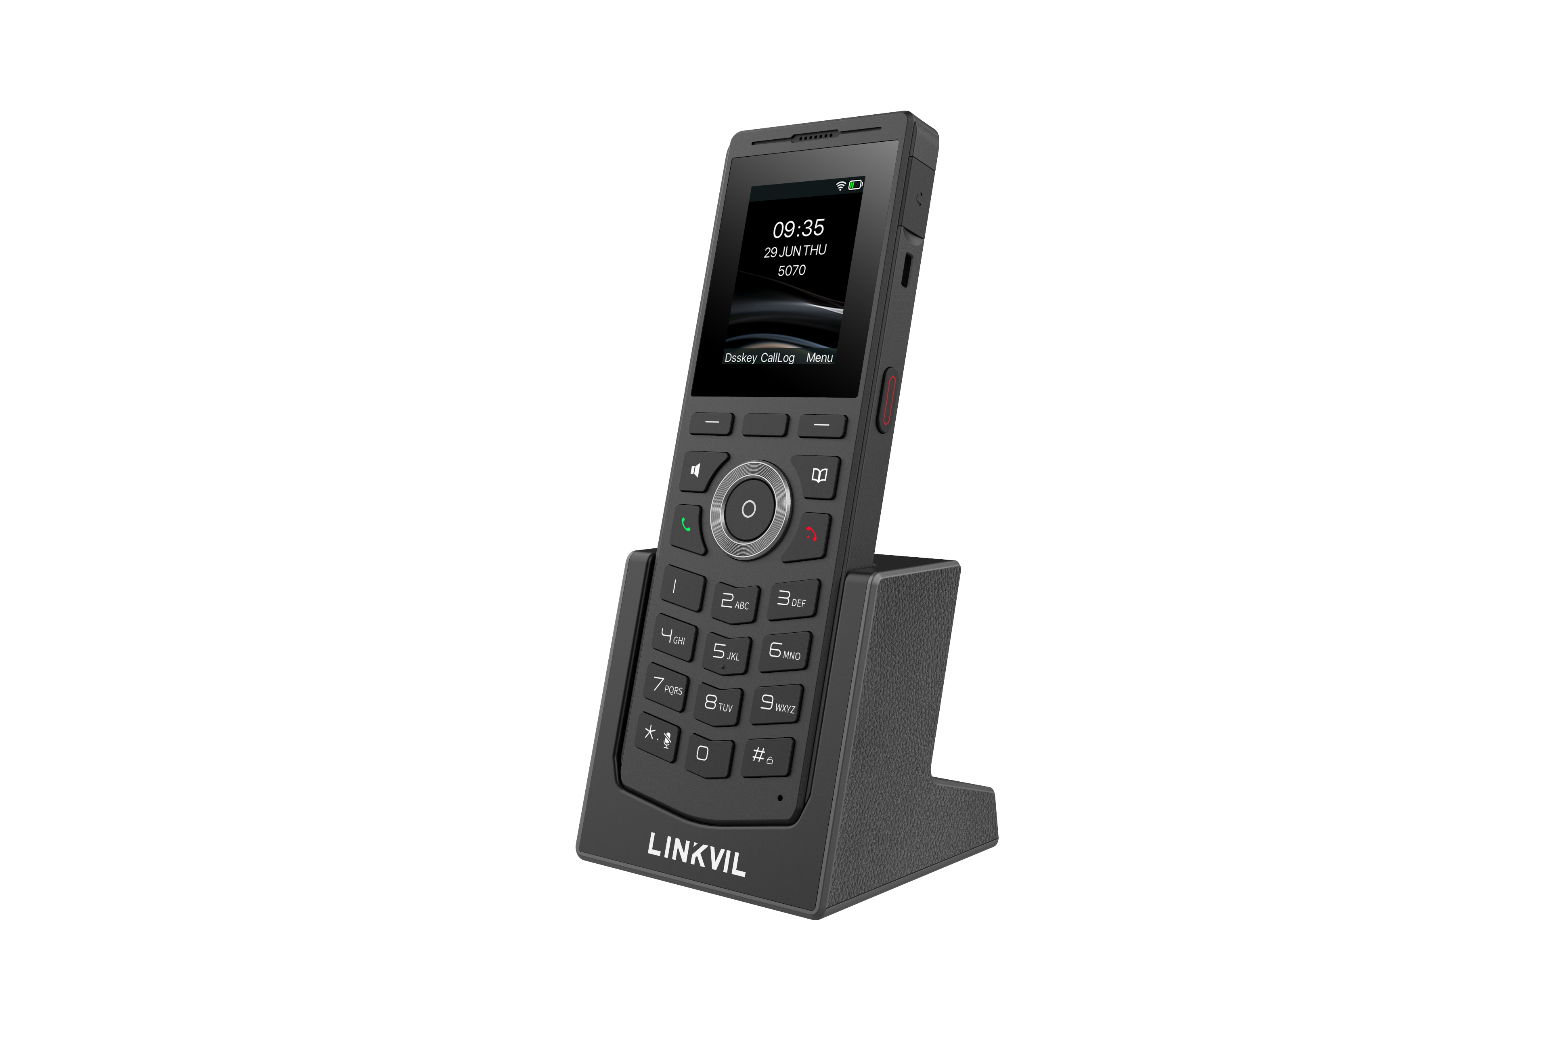 09:35
29 JUN THU
5070
Dsskey CallLog Menu
1
2 ABC
3 DEF
4 GHI
5 JKL
6 MNO
7 PQRS
8 TUV
9 WXYZ
*.
0
#
LINKVIL